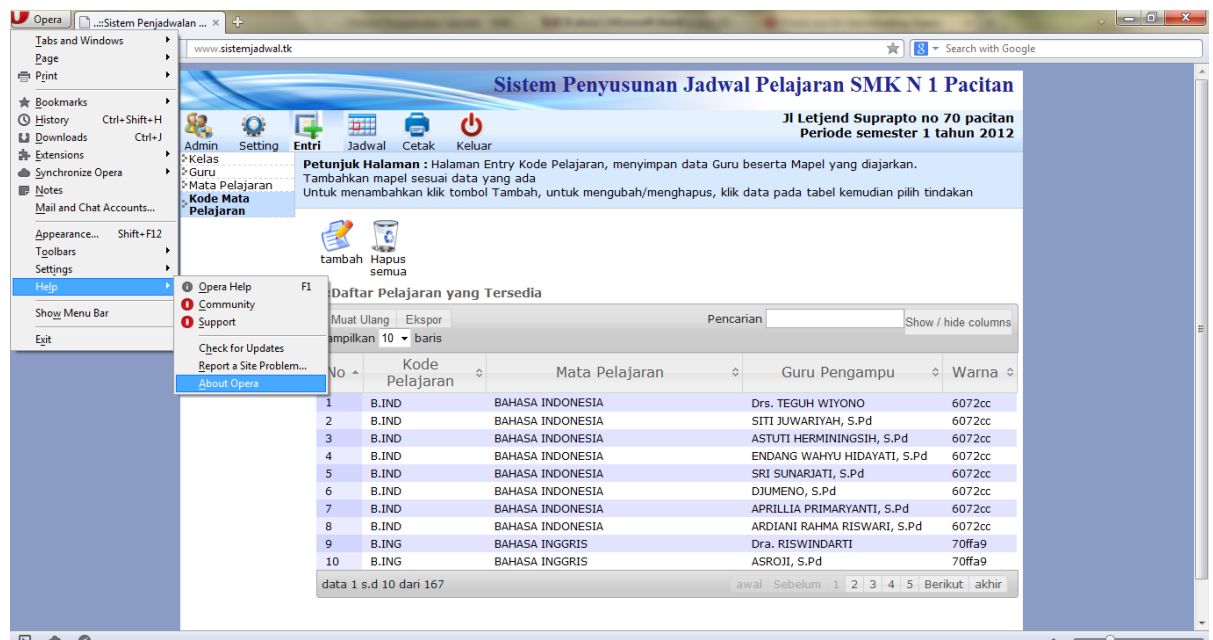 Opera
..::Sistem Penjadwalan ... ×
Tabs and Windows
Page
Print
Bookmarks
History Ctrl+Shift+H
Downloads Ctrl+J
Extensions
Synchronize Opera
Notes
Mail and Chat Accounts...
Appearance... Shift+F12
Toolbars
Settings
Help
Show Menu Bar
Exit
Opera Help F1
Community
Support
Check for Updates
Report a Site Problem...
About Opera
www.sistemjadwal.tk
Search with Google
Sistem Penyusunan Jadwal Pelajaran SMK N 1 Pacitan
Jl Letjend Suprapto no 70 pacitan
Periode semester 1 tahun 2012
Admin Setting Entri Jadwal Cetak Keluar
Kelas
Guru
Mata Pelajaran
Kode Mata
Pelajaran
Petunjuk Halaman : Halaman Entry Kode Pelajaran, menyimpan data Guru beserta Mapel yang diajarkan.
Tambahkan mapel sesuai data yang ada
Untuk menambahkan klik tombol Tambah, untuk mengubah/menghapus, klik data pada tabel kemudian pilih tindakan
tambah Hapus
semua
:Daftar Pelajaran yang Tersedia
Muat Ulang Ekspor Pencarian Show / hide columns
ampilkan 10 baris
No Kode Pelajaran Mata Pelajaran Guru Pengampu Warna
1 B.IND BAHASA INDONESIA Drs. TEGUH WIYONO 6072cc
2 B.IND BAHASA INDONESIA SITI JUWARIYAH, S.Pd 6072cc
3 B.IND BAHASA INDONESIA ASTUTI HERMININGSIH, S.Pd 6072cc
4 B.IND BAHASA INDONESIA ENDANG WAHYU HIDAYATI, S.Pd 6072cc
5 B.IND BAHASA INDONESIA SRI SUNARJATI, S.Pd 6072cc
6 B.IND BAHASA INDONESIA DJUMENO, S.Pd 6072cc
7 B.IND BAHASA INDONESIA APRILLIA PRIMARYANTI, S.Pd 6072cc
8 B.IND BAHASA INDONESIA ARDIANI RAHMA RISWARI, S.Pd 6072cc
9 B.ING BAHASA INGGRIS Dra. RISWINDARTI 70ffa9
10 B.ING BAHASA INGGRIS ASROJI, S.Pd 70ffa9
data 1 s.d 10 dari 167 awal Sebelum 1 2 3 4 5 Berikut akhir